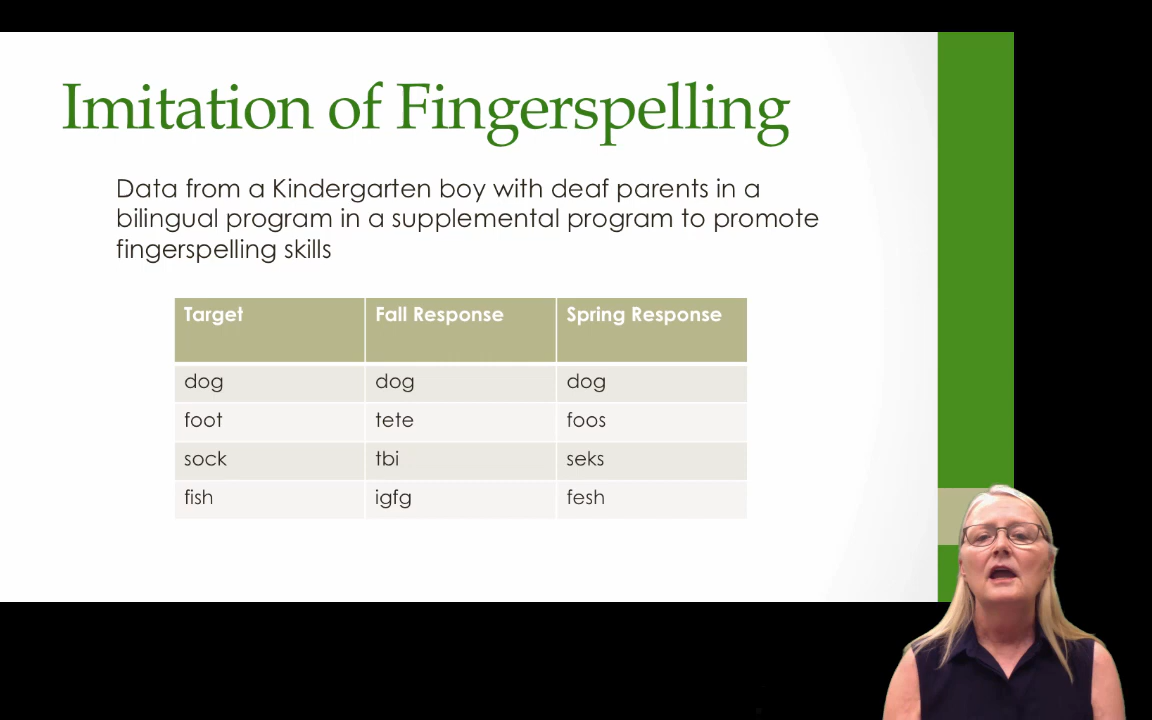 Imitation of Fingerspelling
Data from a Kindergarten boy with deaf parents in a
bilingual program in a supplemental program to promote
fingerspelling skills
Target Fall Response Spring Response
dog dog dog
foot tete foos
sock tbi seks
fish igfg fesh